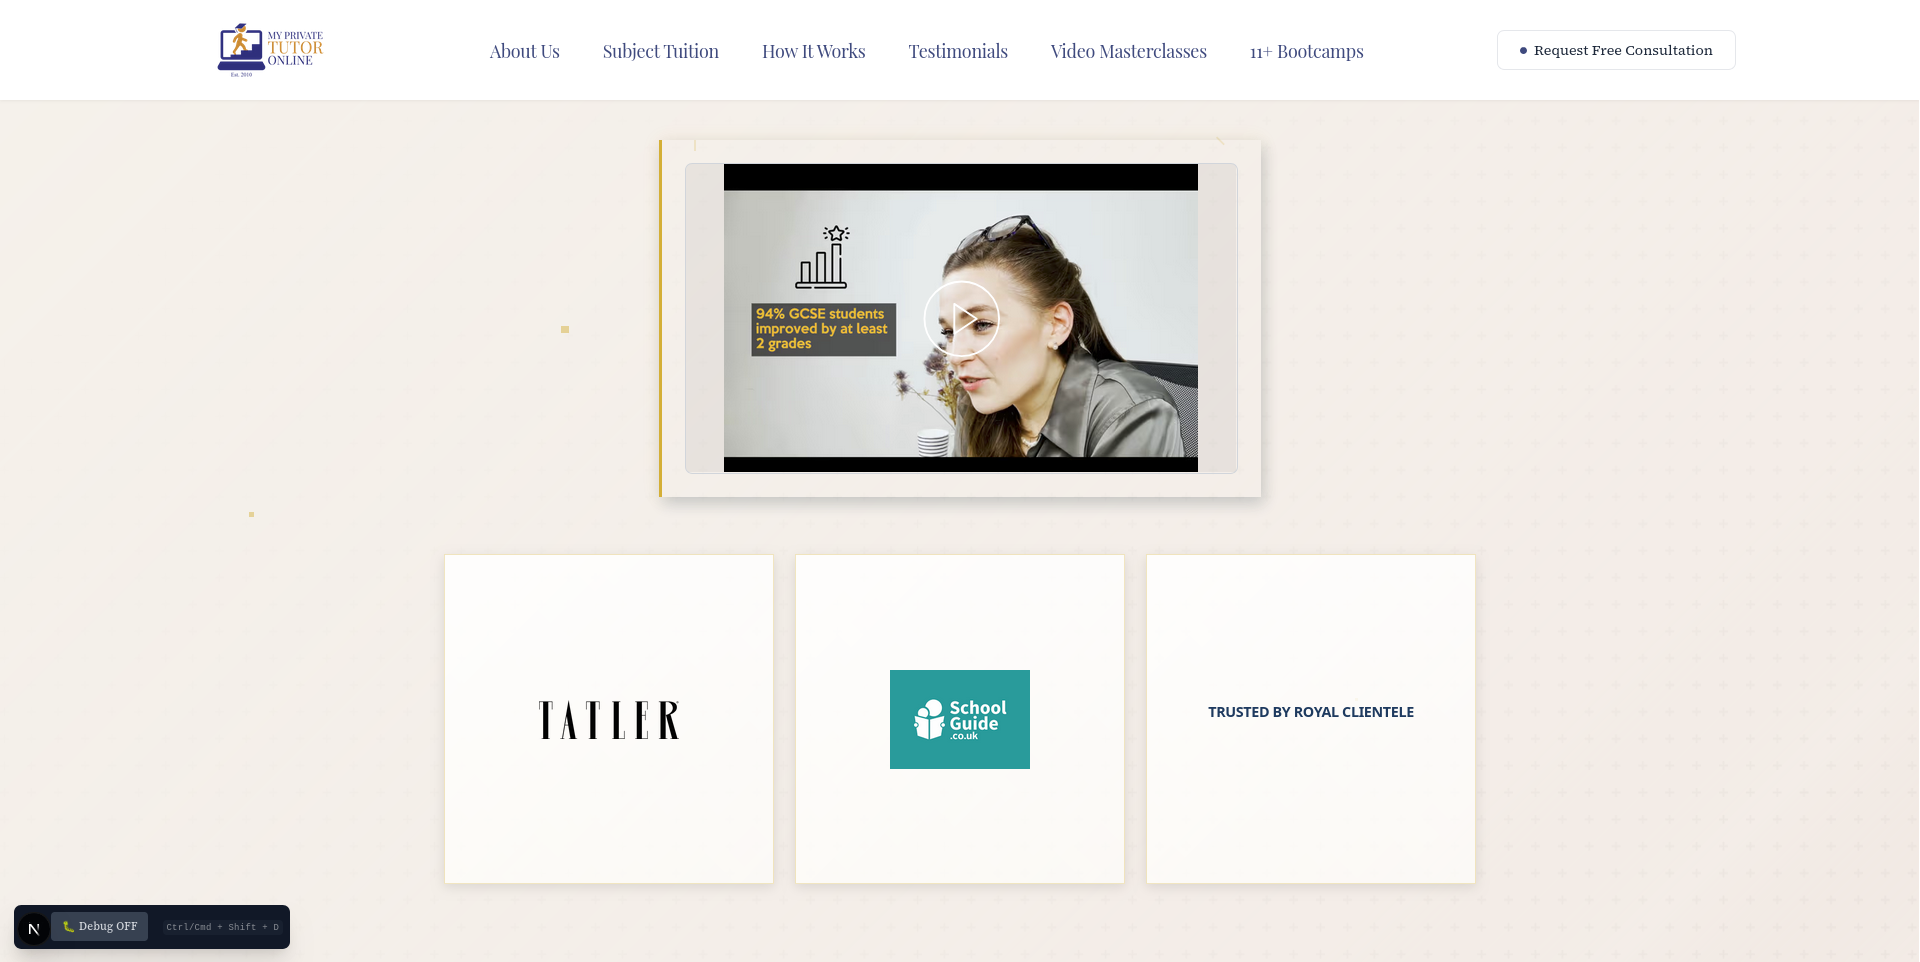 MY PRIVATE
TUTOR
ONLINE
Est. 2010
About Us
Subject Tuition
How It Works
Testimonials
Video Masterclasses
11+ Bootcamps
Request Free Consultation
94% GCSE students
improved by at least
2 grades
TATLER
School
Guide
.co.uk
TRUSTED BY ROYAL CLIENTELE
N
Debug OFF
Ctrl/Cmd + Shift + D